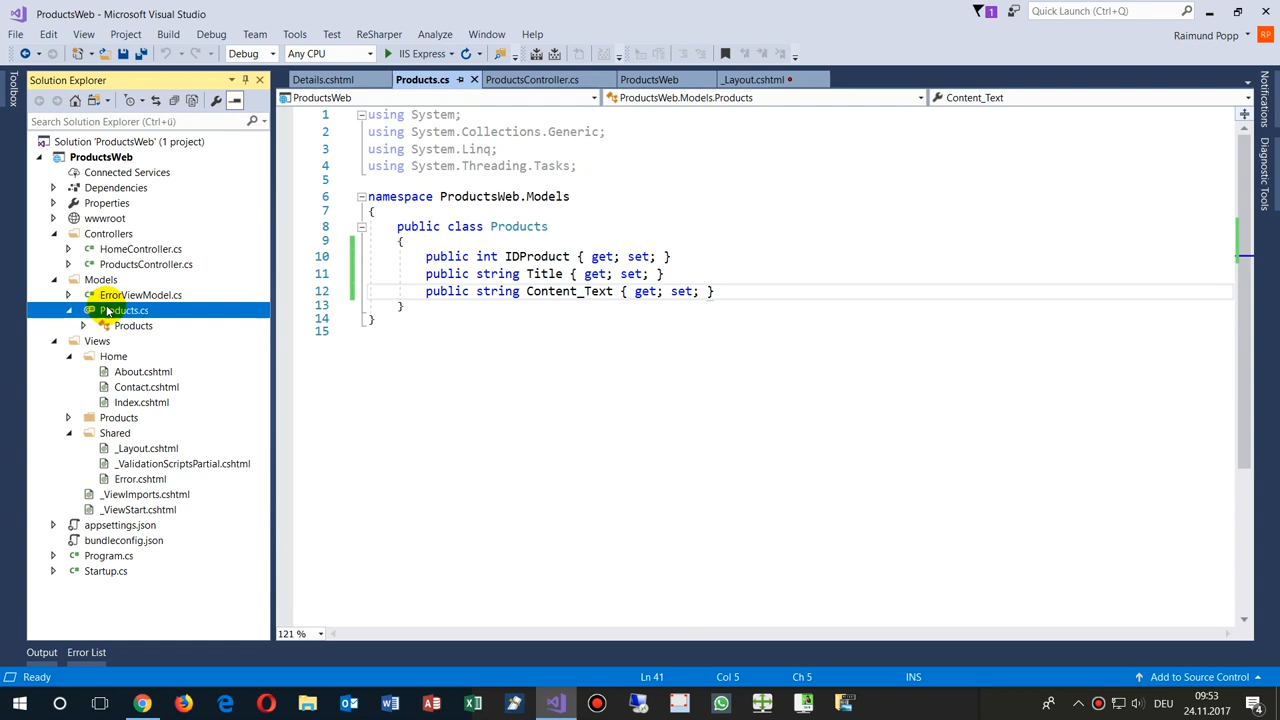 ProductsWeb - Microsoft Visual Studio
1
Quick Launch (Ctrl+Q)
File Edit View Project Build Debug Team Tools Test ReSharper Analyze Window Help
Raimund Popp
RP
Debug Any CPU IIS Express
Toolbox
Solution Explorer
Search Solution Explorer (Ctrl+ü)
Solution 'ProductsWeb' (1 project)
ProductsWeb
Connected Services
Dependencies
Properties
wwwroot
Controllers
HomeController.cs
ProductsController.cs
Models
ErrorViewModel.cs
Products.cs
Products
Views
Home
About.cshtml
Contact.cshtml
Index.cshtml
Products
Shared
_Layout.cshtml
_ValidationScriptsPartial.cshtml
Error.cshtml
_ViewImports.cshtml
_ViewStart.cshtml
appsettings.json
bundleconfig.json
Program.cs
Startup.cs
Details.cshtml Products.cs ProductsController.cs ProductsWeb _Layout.cshtml
ProductsWeb ProductsWeb.Models.Products Content_Text
1 using System;
2 using System.Collections.Generic;
3 using System.Linq;
4 using System.Threading.Tasks;
5
6 namespace ProductsWeb.Models
7 {
8 public class Products
9 {
10 public int IDProduct { get; set; }
11 public string Title { get; set; }
12 public string Content_Text { get; set; }
13 }
14 }
15
121 %
Notifications
Diagnostic Tools
Output Error List
Ready Ln 41 Col 5 Ch 5 INS Add to Source Control
DEU
09:53
24.11.2017
4